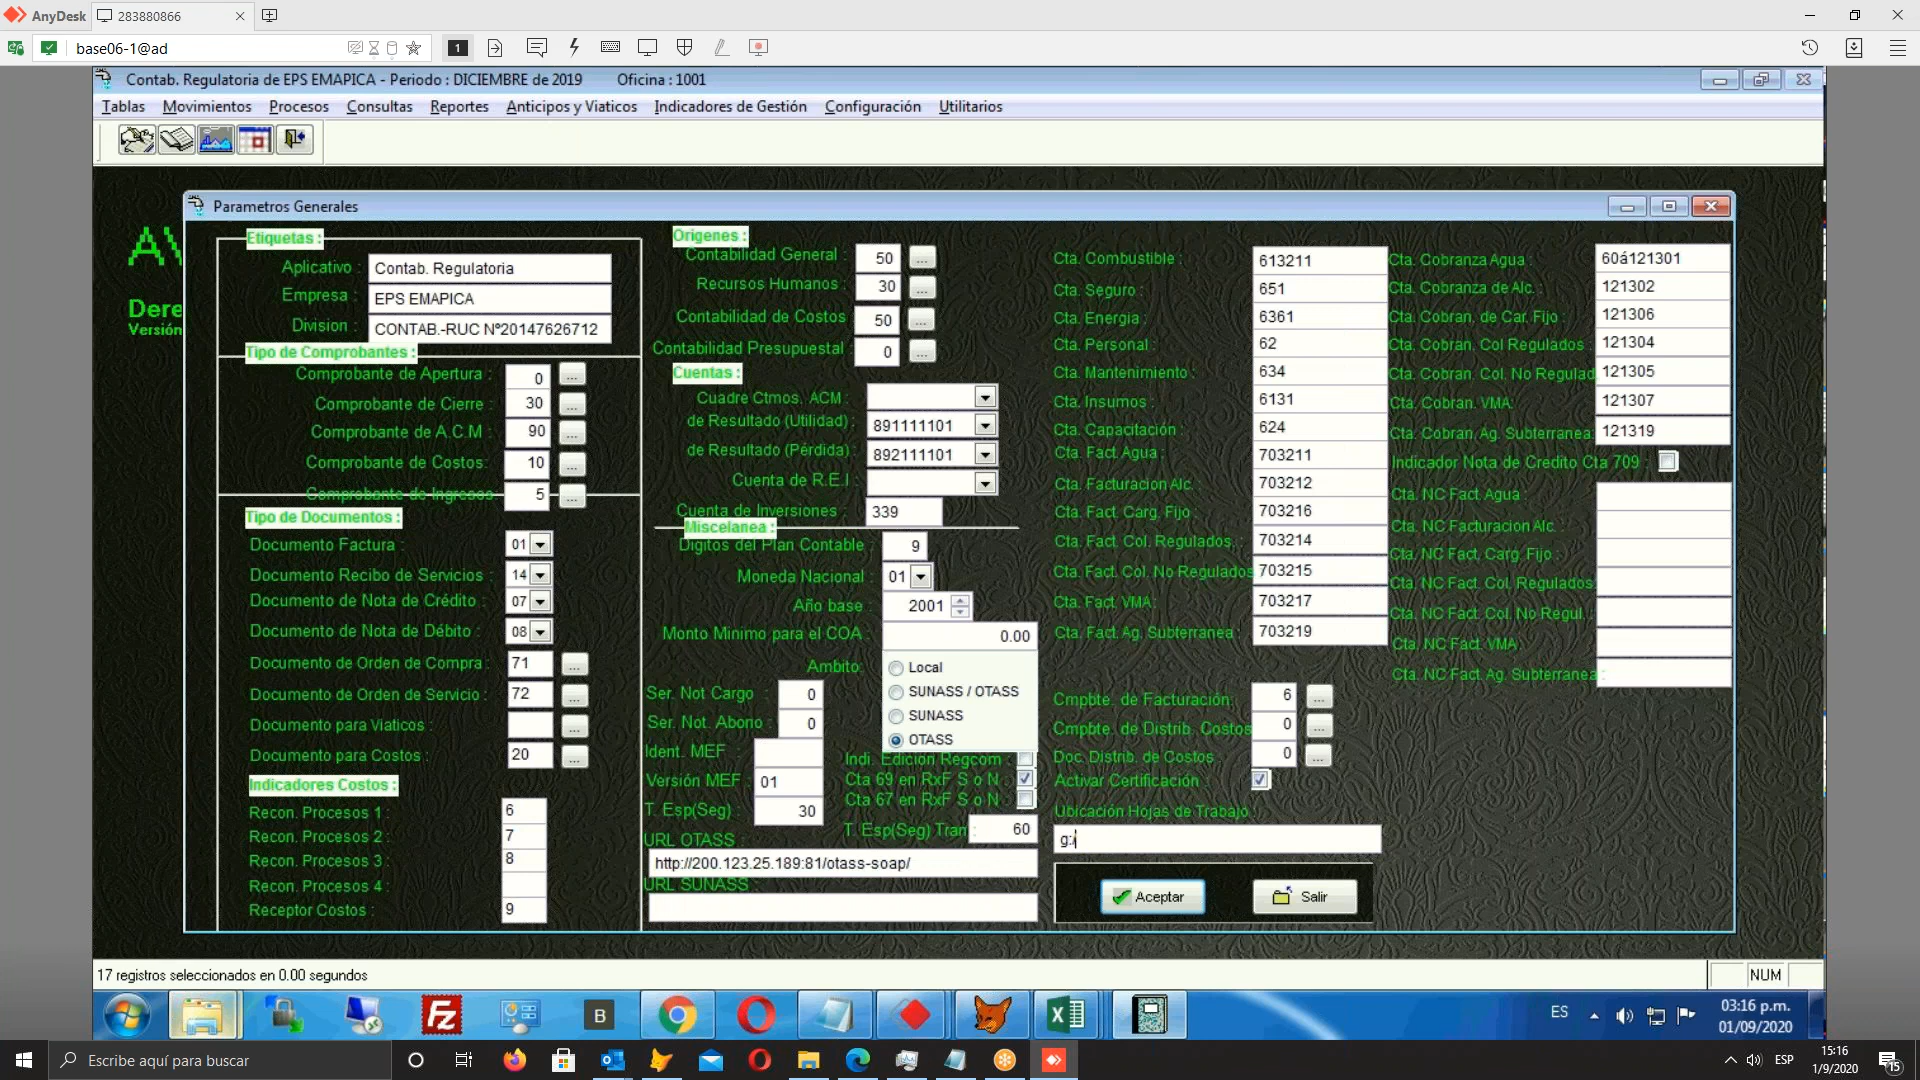 AnyDesk
283880866
base06-1@ad
1
Contab. Regulatoria de EPS EMAPICA - Periodo : DICIEMBRE de 2019 Oficina : 1001
Tablas Movimientos Procesos Consultas Reportes Anticipos y Viaticos Indicadores de Gestión Configuración Utilitarios
Dere
Versión
Parametros Generales
Etiquetas :
Aplicativo : Contab. Regulatoria
Empresa : EPS EMAPICA
Division : CONTAB.-RUC Nº20147626712
Tipo de Comprobantes :
Comprobante de Apertura : 0 ...
Comprobante de Cierre : 30 ...
Comprobante de A.C.M : 90 ...
Comprobante de Costos: 10 ...
Comprobante de Ingresos 5 ...
Tipo de Documentos :
Documento Factura : 01
Documento Recibo de Servicios : 14
Documento de Nota de Crédito : 07
Documento de Nota de Débito : 08
Documento de Orden de Compra : 71 ...
Documento de Orden de Servicio : 72 ...
Documento para Viaticos : ...
Documento para Costos : 20 ...
Indicadores Costos :
Recon. Procesos 1 : 6
Recon. Procesos 2 : 7
Recon. Procesos 3 : 8
Recon. Procesos 4 :
Receptor Costos : 9
Origenes :
Contabilidad General : 50 ...
Recursos Humanos : 30 ...
Contabilidad de Costos 50 ...
Contabilidad Presupuestal : 0 ...
Cuentas :
Cuadre Ctmos. ACM :
de Resultado (Utilidad) : 891111101
de Resultado (Pérdida) : 892111101
Cuenta de R.E.I :
Cuenta de Inversiones : 339
Miscelanea :
Digitos del Plan Contable : 9
Moneda Nacional : 01
Año base : 2001
Monto Minimo para el COA : 0.00
Ambito:
Local
SUNASS / OTASS
SUNASS
OTASS
Ser. Not Cargo : 0
Ser. Not. Abono : 0
Ident. MEF :
Versión MEF : 01
T. Esp(Seg) : 30
Indi. Edicion Regcom :
Cta 69 en RxF S o N :
Cta 67 en RxF S o N :
T. Esp(Seg) Tran : 60
URL OTASS :
http://200.123.25.189:81/otass-soap/
URL SUNASS :
Cta. Combustible : 613211
Cta. Seguro : 651
Cta. Energia : 6361
Cta. Personal : 62
Cta. Mantenimiento : 634
Cta. Insumos : 6131
Cta. Capacitación : 624
Cta. Fact. Agua : 703211
Cta. Facturacion Alc. : 703212
Cta. Fact. Carg. Fijo : 703216
Cta. Fact. Col. Regulados. : 703214
Cta. Fact. Col. No Regulados 703215
Cta. Fact. VMA: 703217
Cta. Fact. Ag. Subterranea : 703219
Cmpbte. de Facturación: 6 ...
Cmpbte. de Distrib. Costos 0 ...
Doc. Distrib. de Costos : 0 ...
Activar Certificación :
Ubicación Hojas de Trabajo :
g:/
Aceptar Salir
Cta. Cobranza Agua : 60á121301
Cta. Cobranza de Alc. : 121302
Cta. Cobran. de Car. Fijo : 121306
Cta. Cobran. Col Regulados : 121304
Cta. Cobran. Col. No Regulad 121305
Cta. Cobran. VMA: 121307
Cta. Cobran. Ag. Subterranea: 121319
Indicador Nota de Credito Cta 709 :
Cta. NC Fact. Agua :
Cta. NC Facturacion Alc. :
Cta. NC Fact. Carg. Fijo :
Cta. NC Fact. Col. Regulados
Cta. NC Fact. Col. No Regul. :
Cta. NC Fact. VMA:
Cta. NC Fact. Ag. Subterranea :
17 registros seleccionados en 0.00 segundos NUM
ES 03:16 p.m.
01/09/2020
Escribe aquí para buscar
ESP 15:16
1/9/2020
15